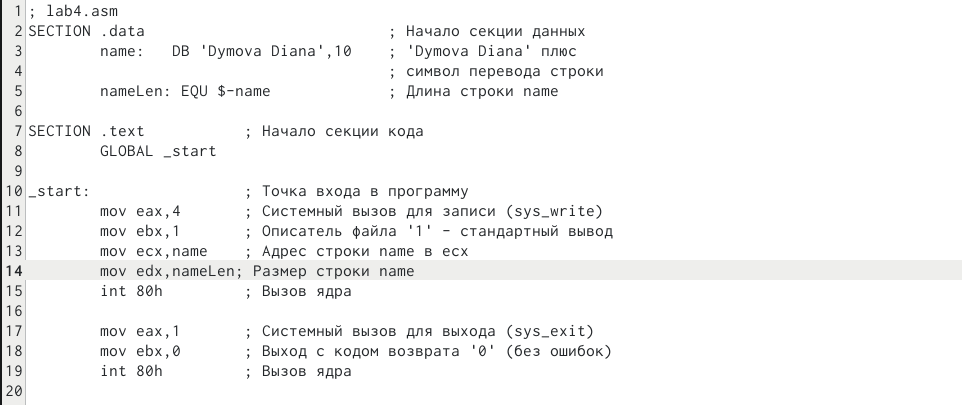 1 ; lab4.asm
2 SECTION .data ; Начало секции данных
3 name: DB 'Dymova Diana',10 ; 'Dymova Diana' плюс
4 ; символ перевода строки
5 nameLen: EQU $-name ; Длина строки name
6
7 SECTION .text ; Начало секции кода
8 GLOBAL _start
9
10 _start: ; Точка входа в программу
11 mov eax,4 ; Системный вызов для записи (sys_write)
12 mov ebx,1 ; Описатель файла '1' - стандартный вывод
13 mov ecx,name ; Адрес строки name в ecx
14 mov edx,nameLen; Размер строки name
15 int 80h ; Вызов ядра
16
17 mov eax,1 ; Системный вызов для выхода (sys_exit)
18 mov ebx,0 ; Выход с кодом возврата '0' (без ошибок)
19 int 80h ; Вызов ядра
20